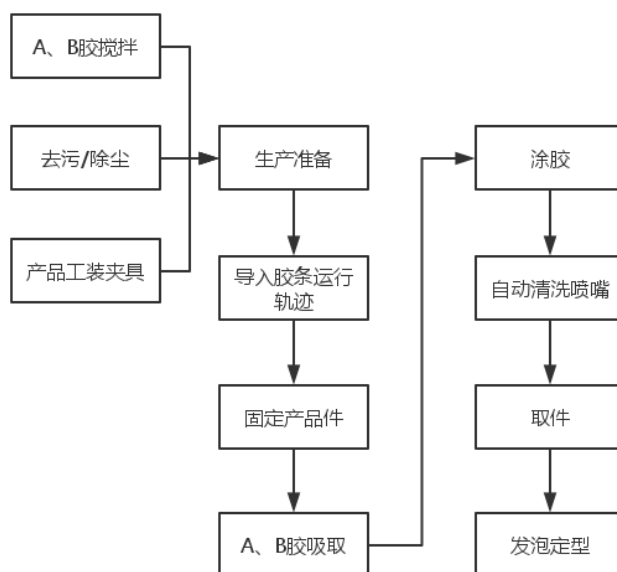 A、B胶搅拌
去污/除尘
产品工装夹具
生产准备
导入胶条运行
轨迹
固定产品件
A、B胶吸取
涂胶
自动清洗喷嘴
取件
发泡定型